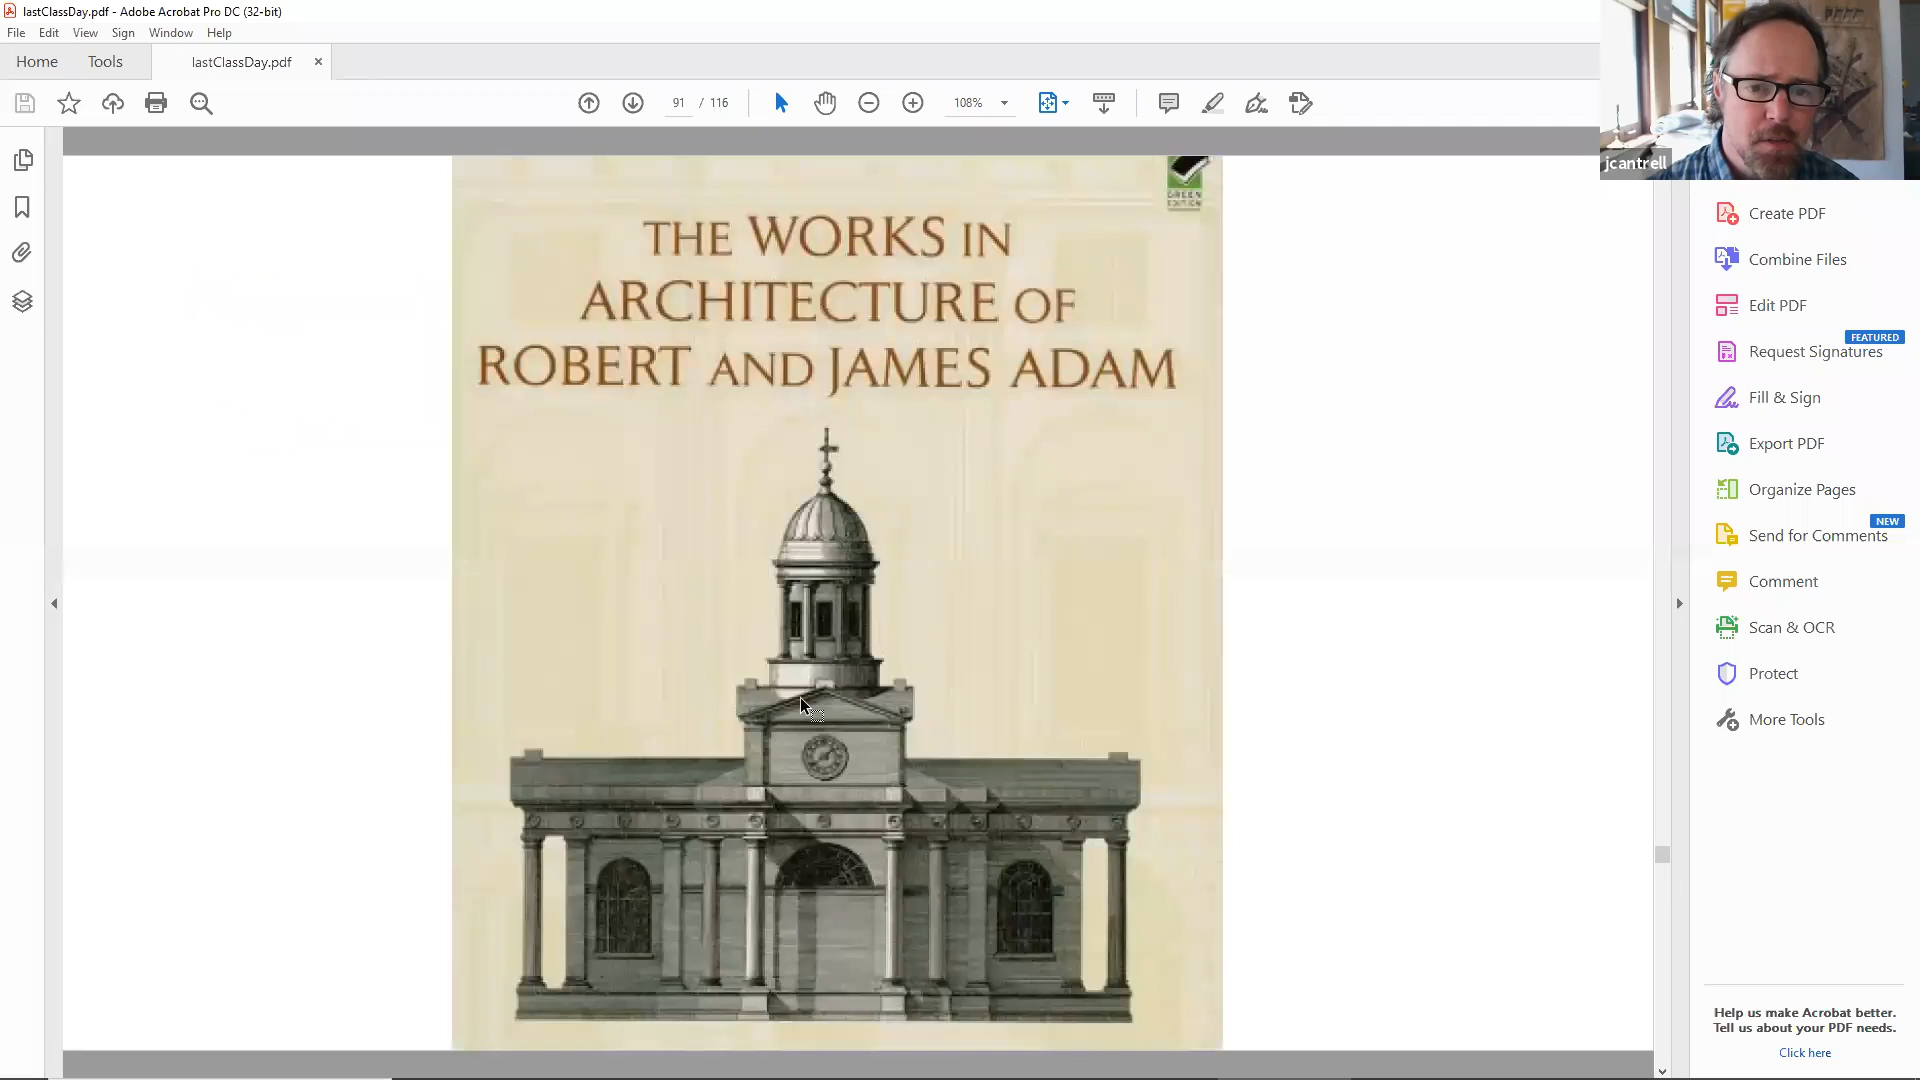 lastClassDay.pdf - Adobe Acrobat Pro DC (32-bit)
File Edit View Sign Window Help
Home Tools lastClassDay.pdf ×
91 / 116 108%
jcantrell
GREEN
EDITION
THE WORKS IN
ARCHITECTURE OF
ROBERT AND JAMES ADAM
Create PDF
Combine Files
Edit PDF
FEATURED
Request Signatures
Fill & Sign
Export PDF
Organize Pages
NEW
Send for Comments
Comment
Scan & OCR
Protect
More Tools
Help us make Acrobat better.
Tell us about your PDF needs.
Click here